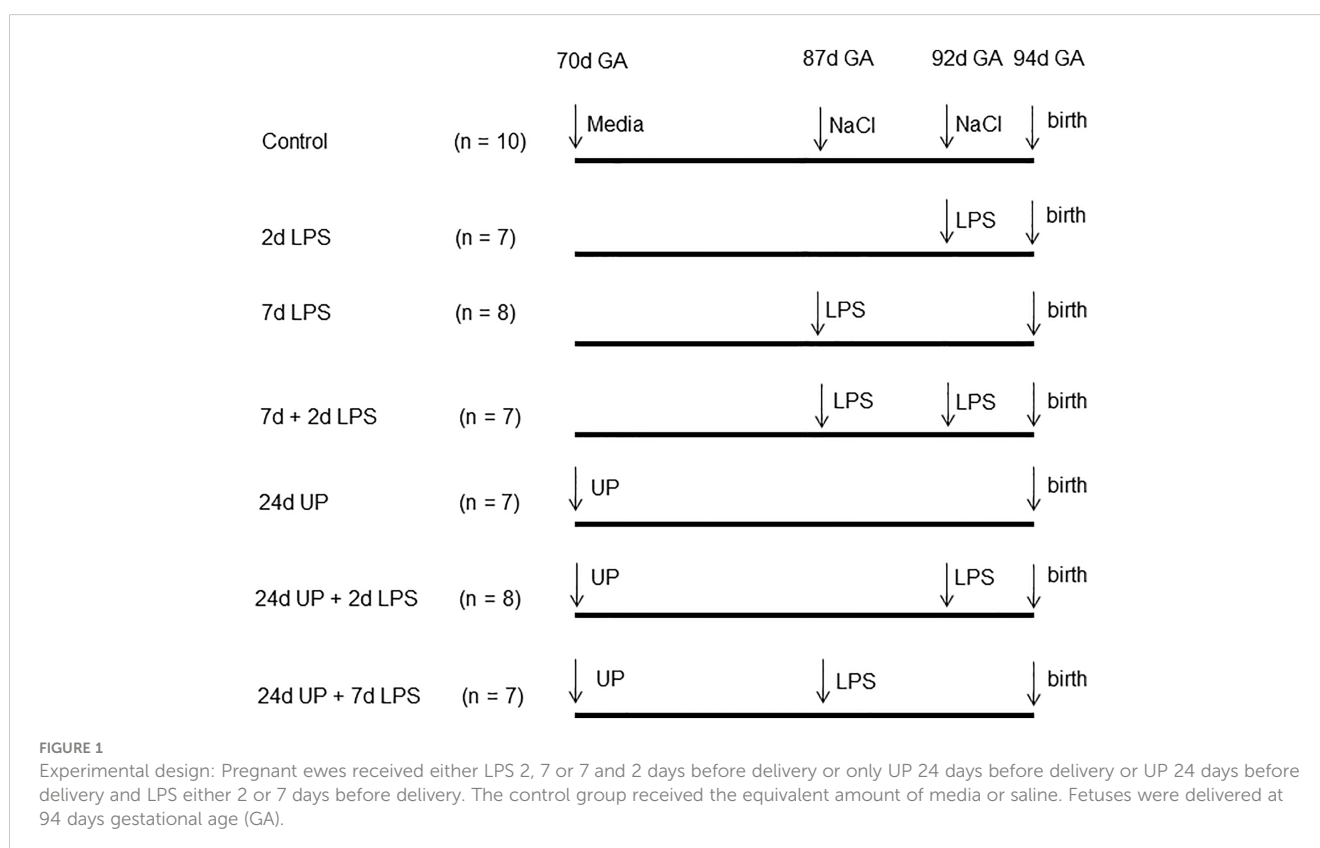 70d GA 87d GA 92d GA 94d GA
Control (n = 10) Media NaCl NaCl birth
2d LPS (n = 7) LPS birth
7d LPS (n = 8) LPS birth
7d + 2d LPS (n = 7) LPS LPS birth
24d UP (n = 7) UP birth
24d UP + 2d LPS (n = 8) UP LPS birth
24d UP + 7d LPS (n = 7) UP LPS birth
FIGURE 1
Experimental design: Pregnant ewes received either LPS 2, 7 or 7 and 2 days before delivery or only UP 24 days before delivery or UP 24 days before
delivery and LPS either 2 or 7 days before delivery. The control group received the equivalent amount of media or saline. Fetuses were delivered at
94 days gestational age (GA).